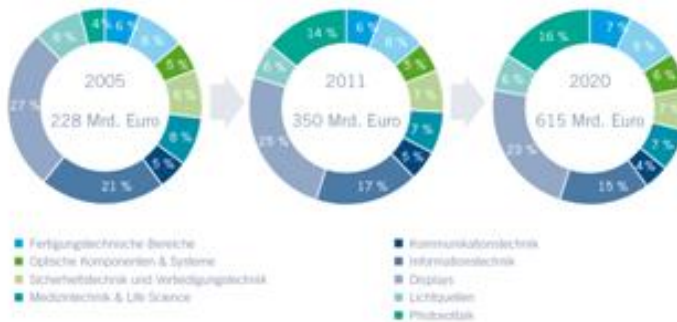 2005
228 Mrd. Euro
4 %
6 %
8 %
5 %
8 %
5 %
21 %
27 %
8 %
2011
350 Mrd. Euro
14 %
6 %
8 %
5 %
7 %
7 %
5 %
17 %
25 %
6 %
2020
615 Mrd. Euro
16 %
7 %
6 %
7 %
7 %
4 %
15 %
23 %
6 %
Fertigungstechnische Bereiche
Optische Komponenten & Systeme
Sicherheitstechnik und Verteidigungstechnik
Medizintechnik & Life Science
Kommunikationstechnik
Informationstechnik
Displays
Lichtquellen
Photovoltaik